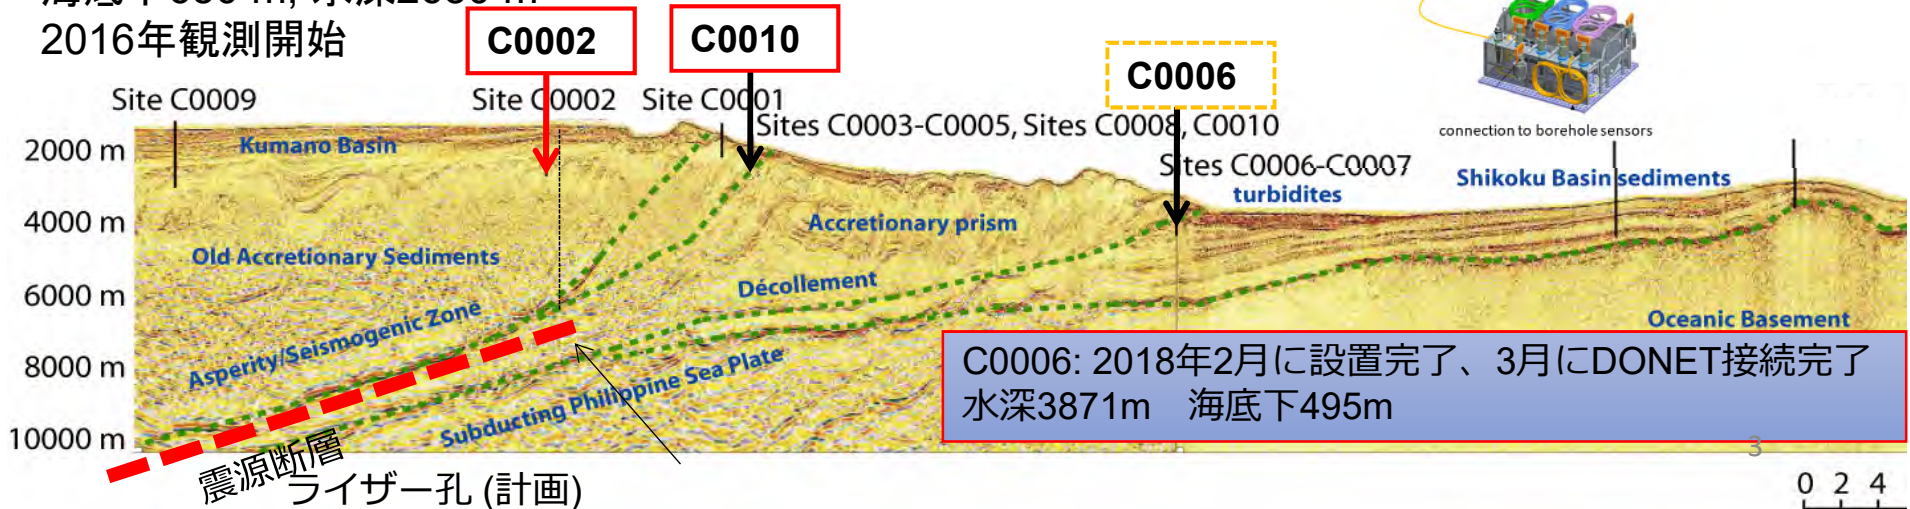 2016年観測開始
C0002
C0010
C0006
connection to borehole sensors
Site C0009
Site C0002
Site C0001
Sites C0003-C0005, Sites C0008, C0010
Sites C0006-C0007
2000 m
4000 m
6000 m
8000 m
10000 m
Kumano Basin
turbidites
Shikoku Basin sediments
Accretionary prism
Old Accretionary Sediments
Décollement
Asperity/Seismogenic Zone
Oceanic Basement
Subducting Philippine Sea Plate
C0006: 2018年2月に設置完了、3月にDONET接続完了
水深3871m 海底下495m
3
震源断層
ライザー孔 (計画)
0 2 4